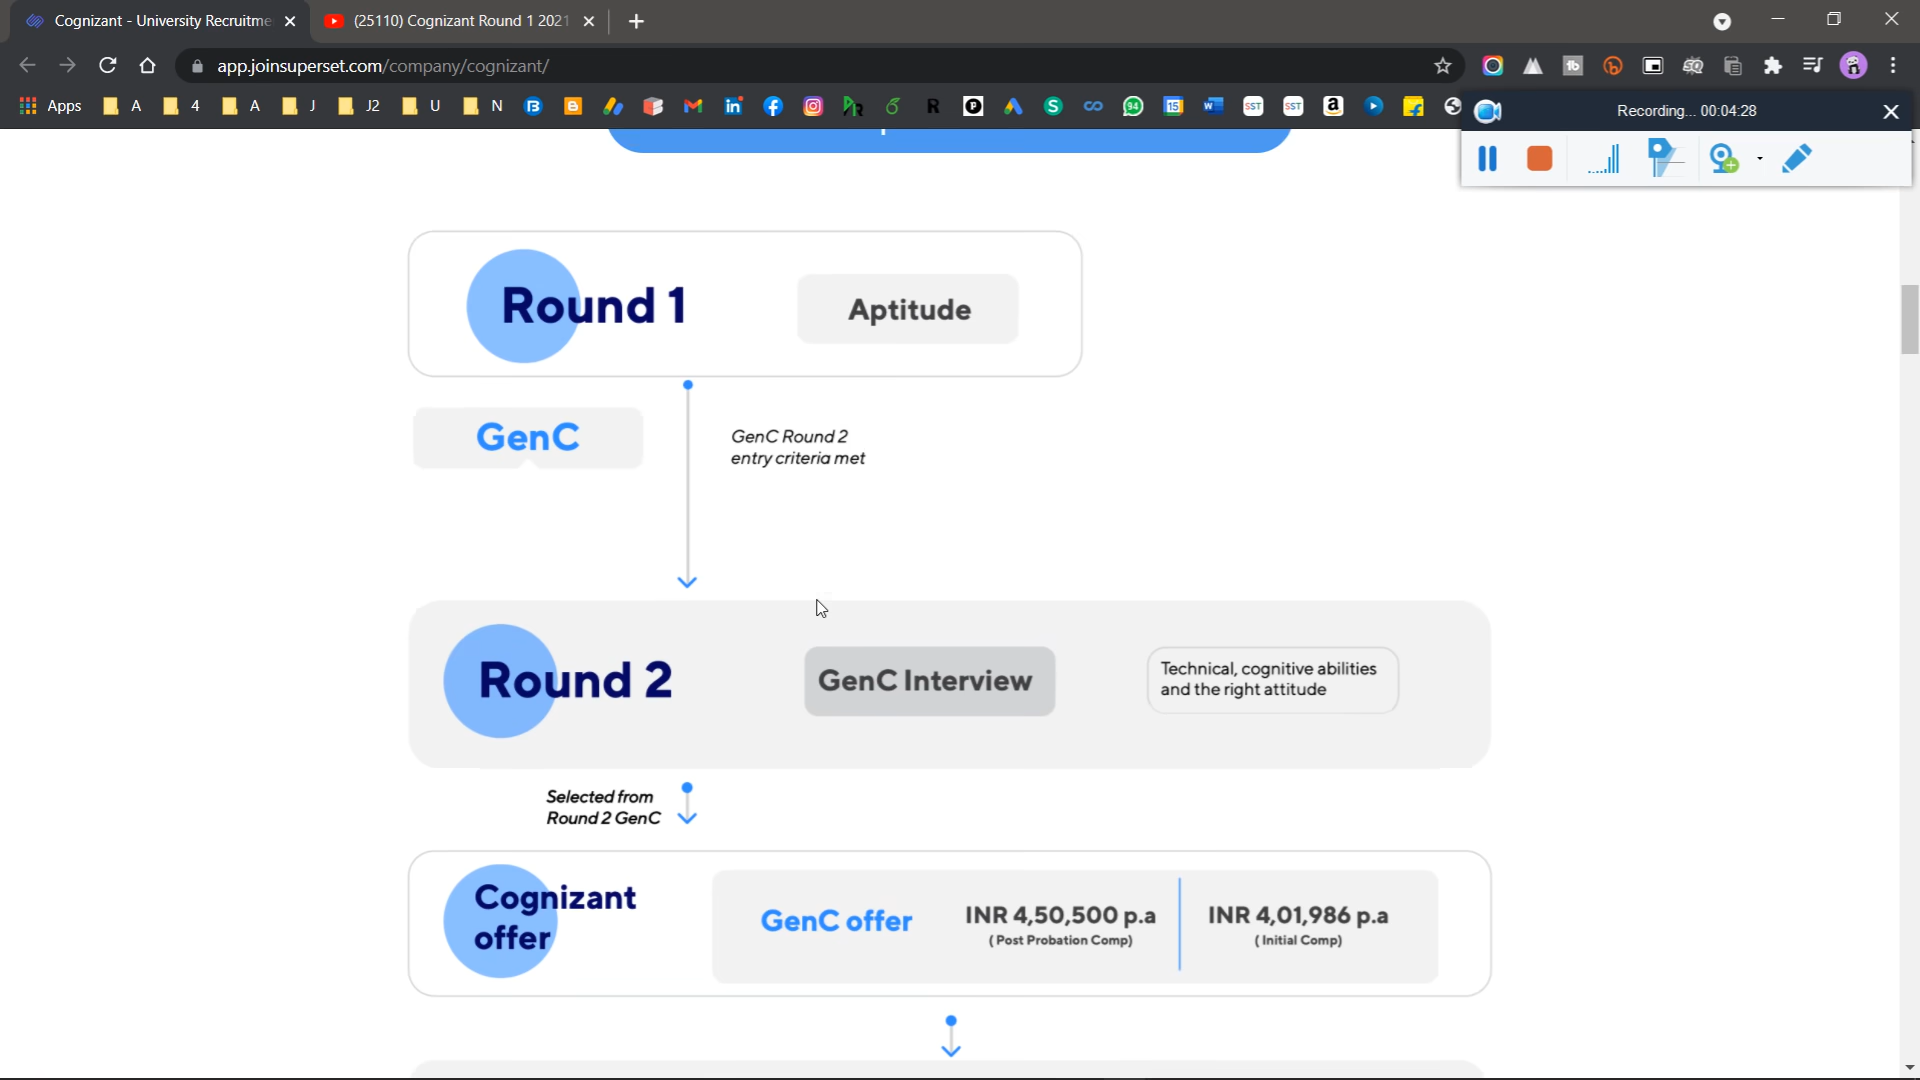 Cognizant - University Recruitme
(25110) Cognizant Round 1 2021
app.joinsuperset.com/company/cognizant/
Apps A 4 A J J2 U N
Recording... 00:04:28
Round 1
Aptitude
GenC
GenC Round 2
entry criteria met
Round 2
GenC Interview
Technical, cognitive abilities
and the right attitude
Selected from
Round 2 GenC
Cognizant
offer
GenC offer
INR 4,50,500 p.a
(Post Probation Comp)
INR 4,01,986 p.a
(Initial Comp)